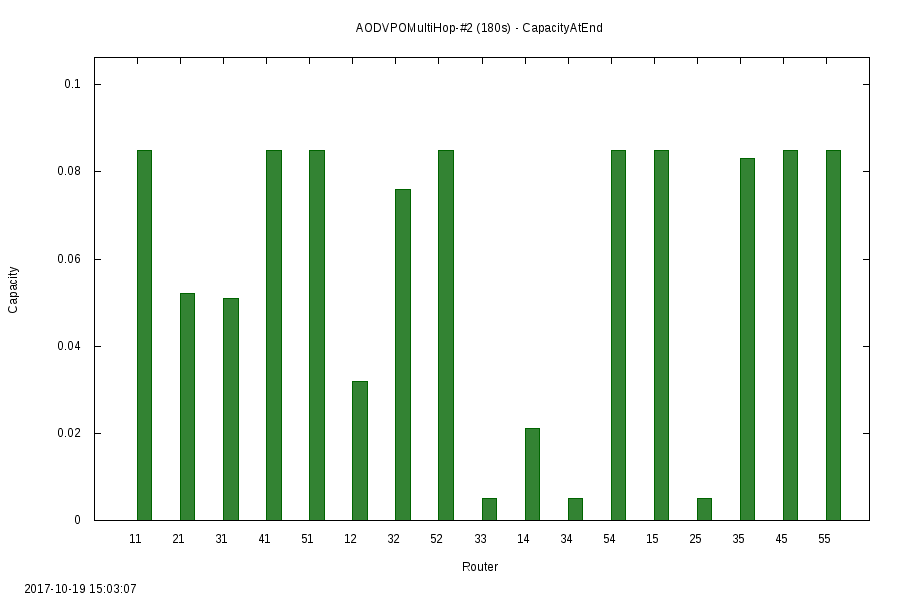 AODVPOMultiHop-#2 (180s) - CapacityAtEnd
0.1
0.08
0.06
0.04
0.02
0
Capacity
11 21 31 41 51 12 32 52 33 14 34 54 15 25 35 45 55
Router
2017-10-19 15:03:07